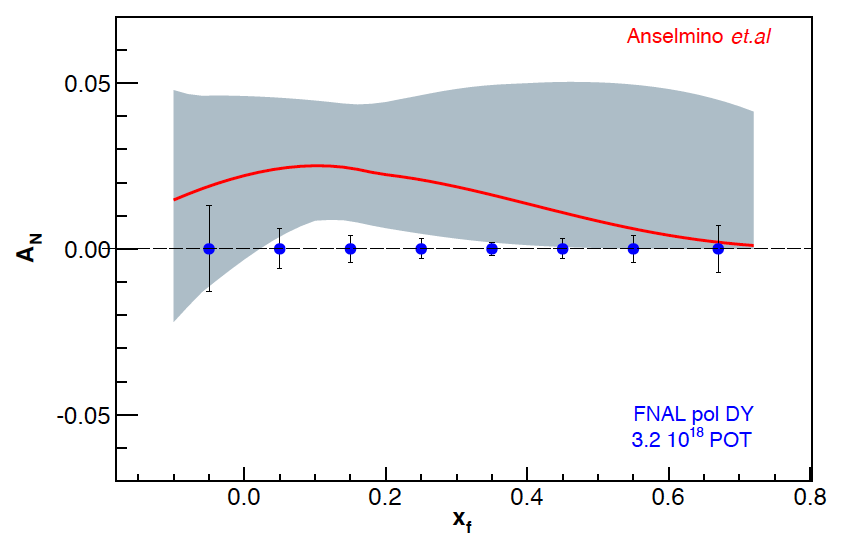 Anselmino et.al
0.05
0.00
-0.05
A_N
FNAL pol DY
3.2 10^18 POT
0.0 0.2 0.4 0.6 0.8
x_f